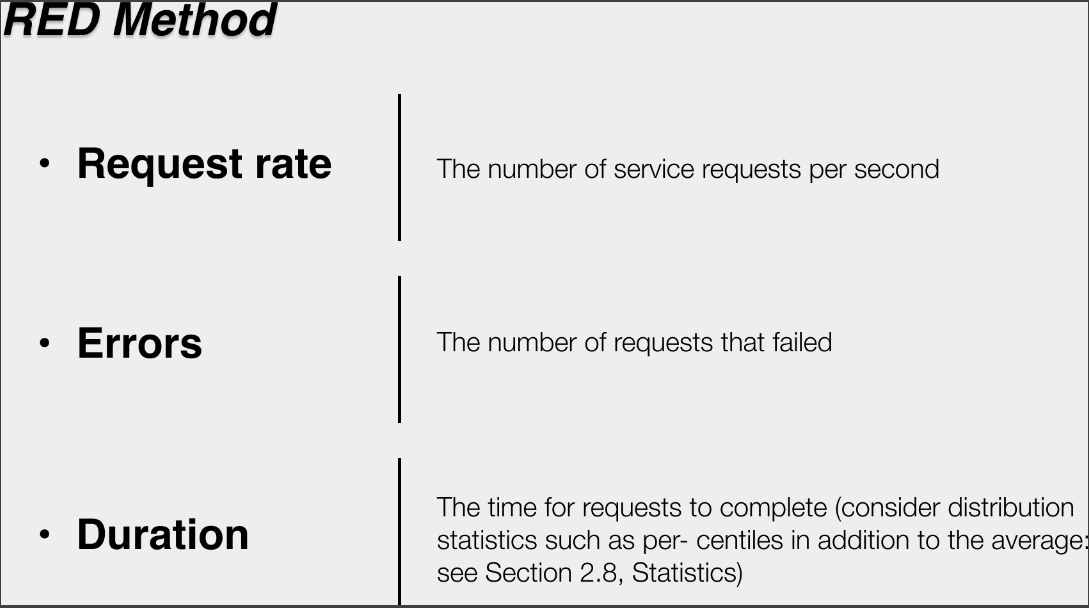 RED Method
• Request rate
The number of service requests per second
• Errors
The number of requests that failed
• Duration
The time for requests to complete (consider distribution
statistics such as per- centiles in addition to the average:
see Section 2.8, Statistics)